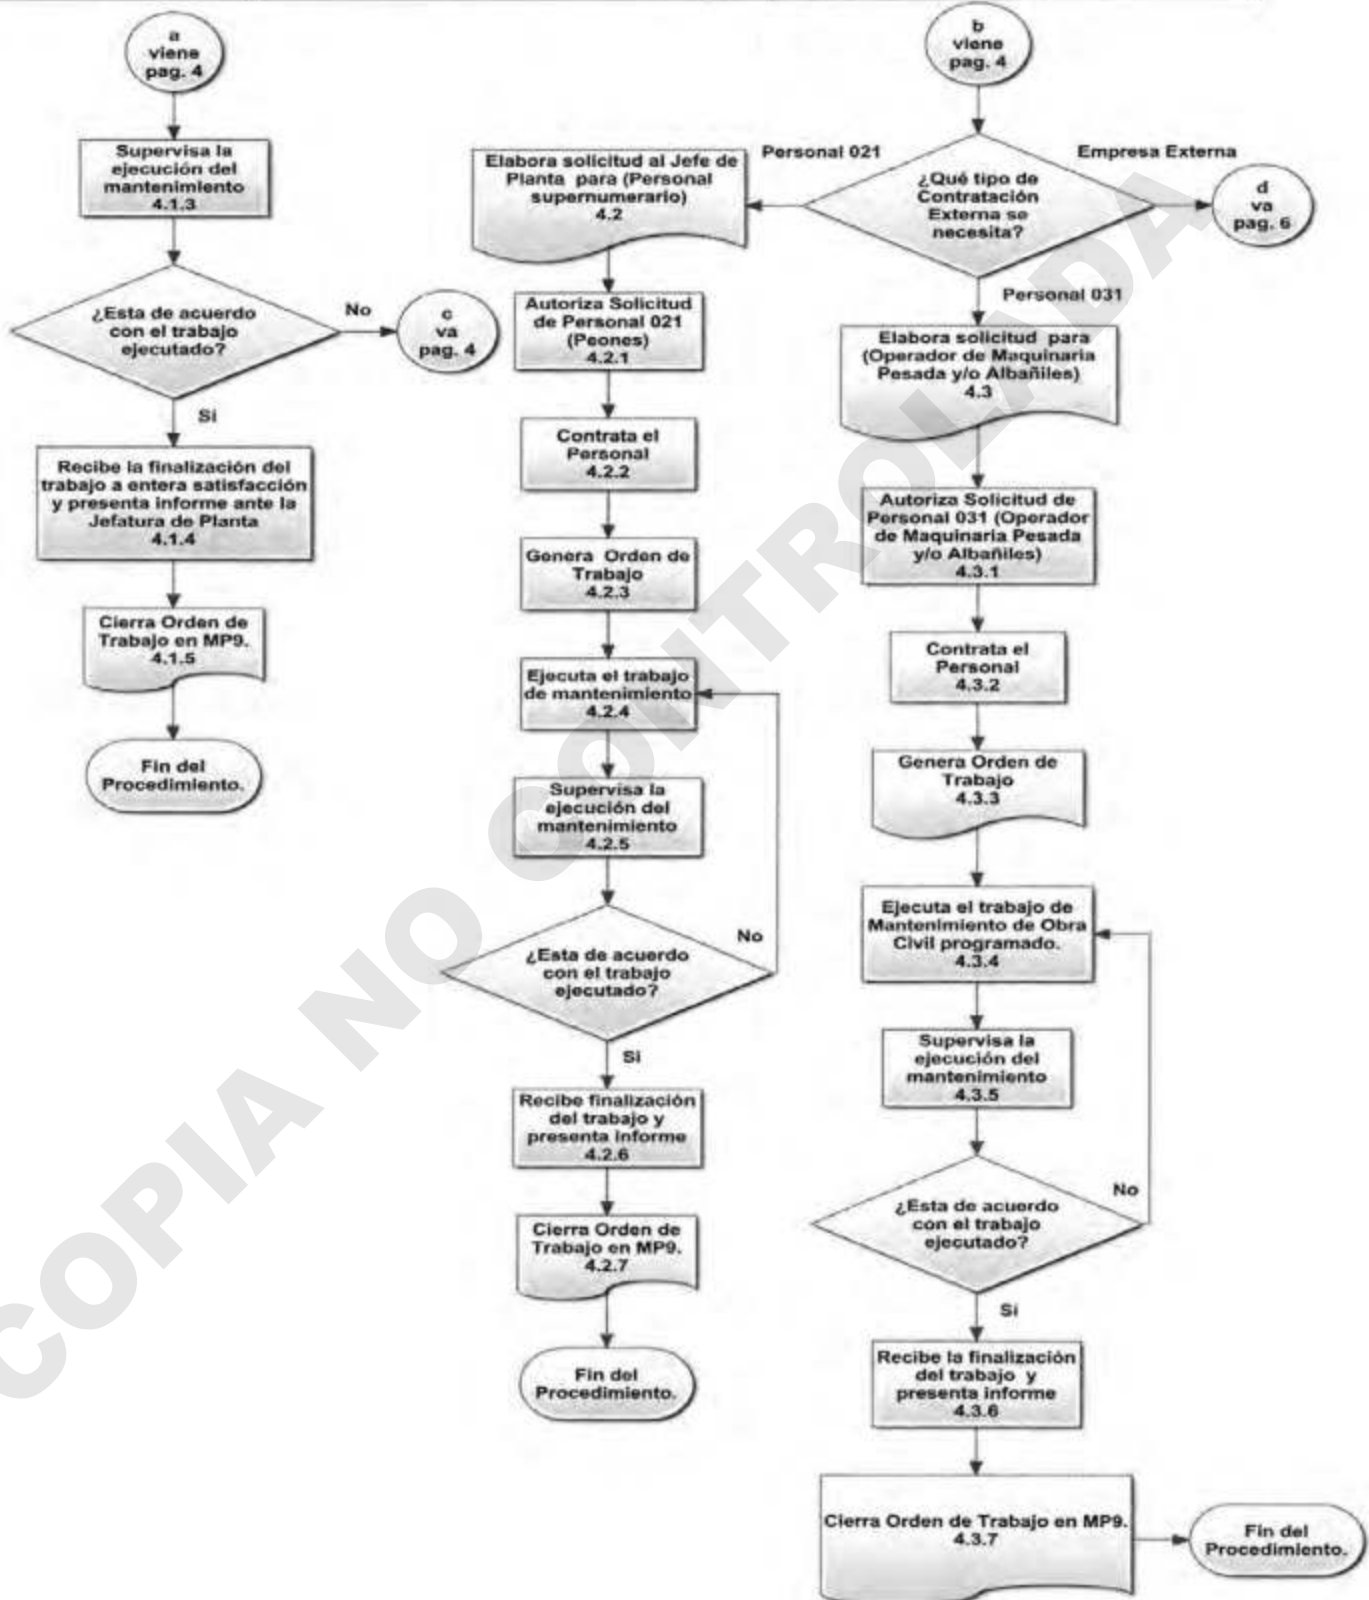 a
viene
pag. 4
Supervisa la
ejecución del
mantenimiento
4.1.3
¿Esta de acuerdo
con el trabajo
ejecutado?
No
c
va
pag. 4
Si
Recibe la finalización del
trabajo a entera satisfacción
y presenta informe ante la
Jefatura de Planta
4.1.4
Cierra Orden de
Trabajo en MP9.
4.1.5
Fin del
Procedimiento.
b
viene
pag. 4
¿Qué tipo de
Contratación
Externa se
necesita?
Personal 021
Empresa Externa
d
va
pag. 6
Personal 031
Elabora solicitud al Jefe de
Planta para (Personal
supernumerario)
4.2
Autoriza Solicitud
de Personal 021
(Peones)
4.2.1
Contrata el
Personal
4.2.2
Genera Orden de
Trabajo
4.2.3
Ejecuta el trabajo
de mantenimiento
4.2.4
Supervisa la
ejecución del
mantenimiento
4.2.5
¿Esta de acuerdo
con el trabajo
ejecutado?
No
Si
Recibe finalización
del trabajo y
presenta informe
4.2.6
Cierra Orden de
Trabajo en MP9.
4.2.7
Fin del
Procedimiento.
Elabora solicitud para
(Operador de Maquinaria
Pesada y/o Albañiles)
4.3
Autoriza Solicitud de
Personal 031 (Operador
de Maquinaria Pesada
y/o Albañiles)
4.3.1
Contrata el
Personal
4.3.2
Genera Orden de
Trabajo
4.3.3
Ejecuta el trabajo de
Mantenimiento de Obra
Civil programado.
4.3.4
Supervisa la
ejecución del
mantenimiento
4.3.5
¿Esta de acuerdo
con el trabajo
ejecutado?
No
Si
Recibe la finalización
del trabajo y
presenta informe
4.3.6
Cierra Orden de Trabajo en MP9.
4.3.7
Fin del
Procedimiento.
COPIA NO CONTROLADA